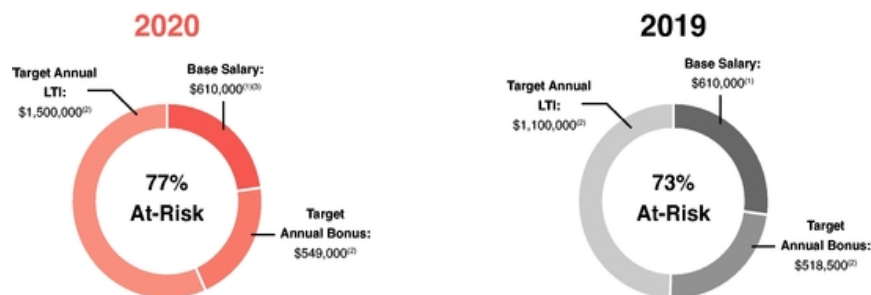 2020
Target Annual
LTI:
$1,500,000(2)
Base Salary:
$610,000(1)(3)
77%
At-Risk
Target
Annual Bonus:
$549,000(2)
2019
Target Annual
LTI:
$1,100,000(2)
Base Salary:
$610,000(1)
73%
At-Risk
Target
Annual Bonus:
$518,500(2)